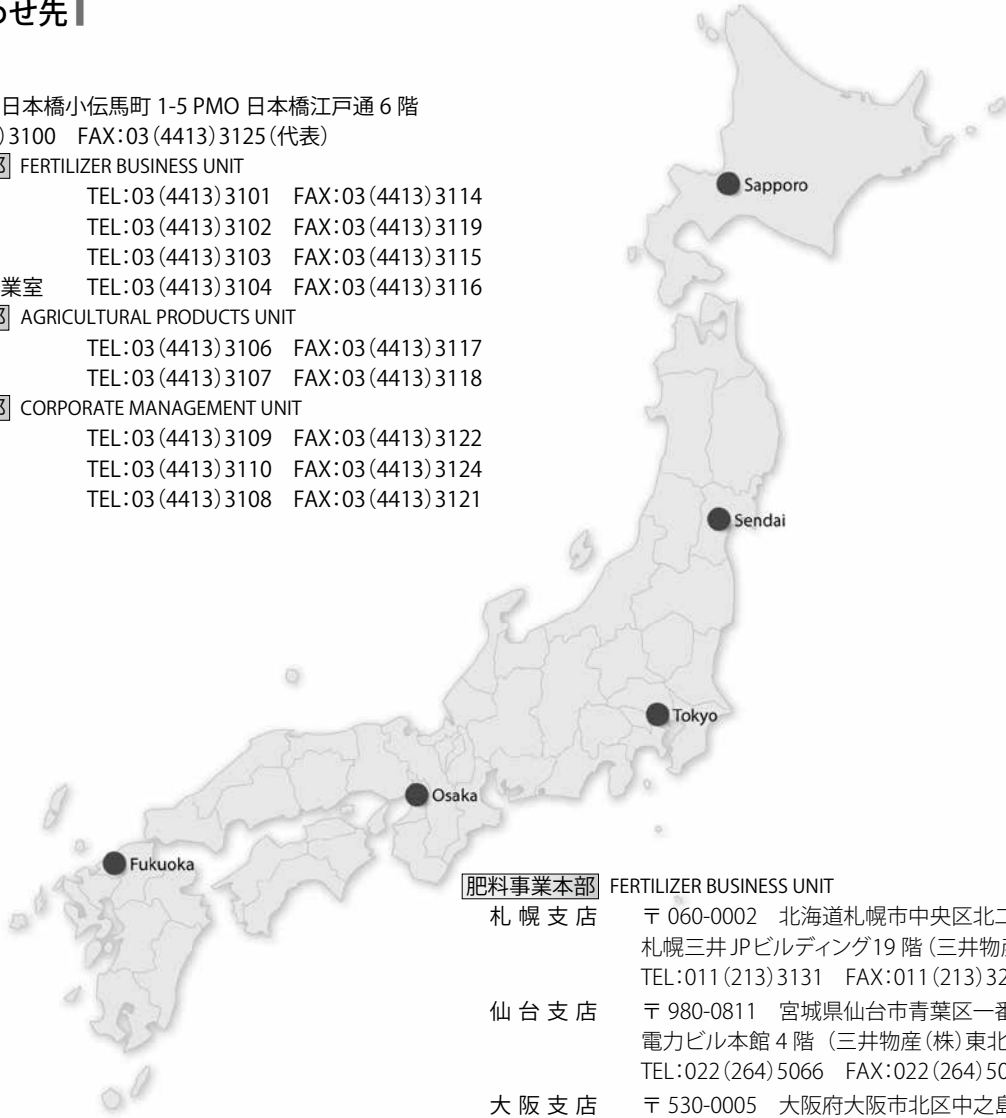 わせ先
日本橋小伝馬町 1-5 PMO 日本橋江戸通 6 階
)3100 FAX:03(4413)3125(代表)
部 FERTILIZER BUSINESS UNIT
TEL:03(4413)3101 FAX:03(4413)3114
TEL:03(4413)3102 FAX:03(4413)3119
TEL:03(4413)3103 FAX:03(4413)3115
業室 TEL:03(4413)3104 FAX:03(4413)3116
部 AGRICULTURAL PRODUCTS UNIT
TEL:03(4413)3106 FAX:03(4413)3117
TEL:03(4413)3107 FAX:03(4413)3118
部 CORPORATE MANAGEMENT UNIT
TEL:03(4413)3109 FAX:03(4413)3122
TEL:03(4413)3110 FAX:03(4413)3124
TEL:03(4413)3108 FAX:03(4413)3121
Sapporo
Sendai
Tokyo
Osaka
Fukuoka
肥料事業本部 FERTILIZER BUSINESS UNIT
札幌支店 〒060-0002 北海道札幌市中央区北二
札幌三井JPビルディング19 階(三井物産
TEL:011(213)3131 FAX:011(213)32
仙台支店 〒980-0811 宮城県仙台市青葉区一番
電力ビル本館 4 階 (三井物産(株)東北
TEL:022(264)5066 FAX:022(264)50
大阪支店 〒530-0005 大阪府大阪市北区中之島